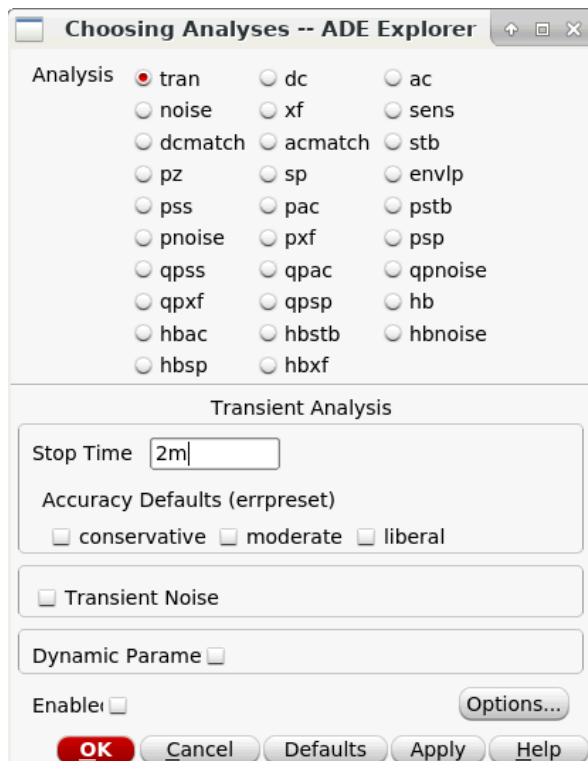 Choosing Analyses -- ADE Explorer
Analysis tran dc ac
noise xf sens
dcmatch acmatch stb
pz sp envlp
pss pac pstb
pnoise pxf psp
qpss qpac qpnoise
qpxf qpsp hb
hbac hbstb hbnoise
hbsp hbxf
Transient Analysis
Stop Time 2m
Accuracy Defaults (errpreset)
conservative moderate liberal
Transient Noise
Dynamic Parame
Enabled
Options...
OK Cancel Defaults Apply Help